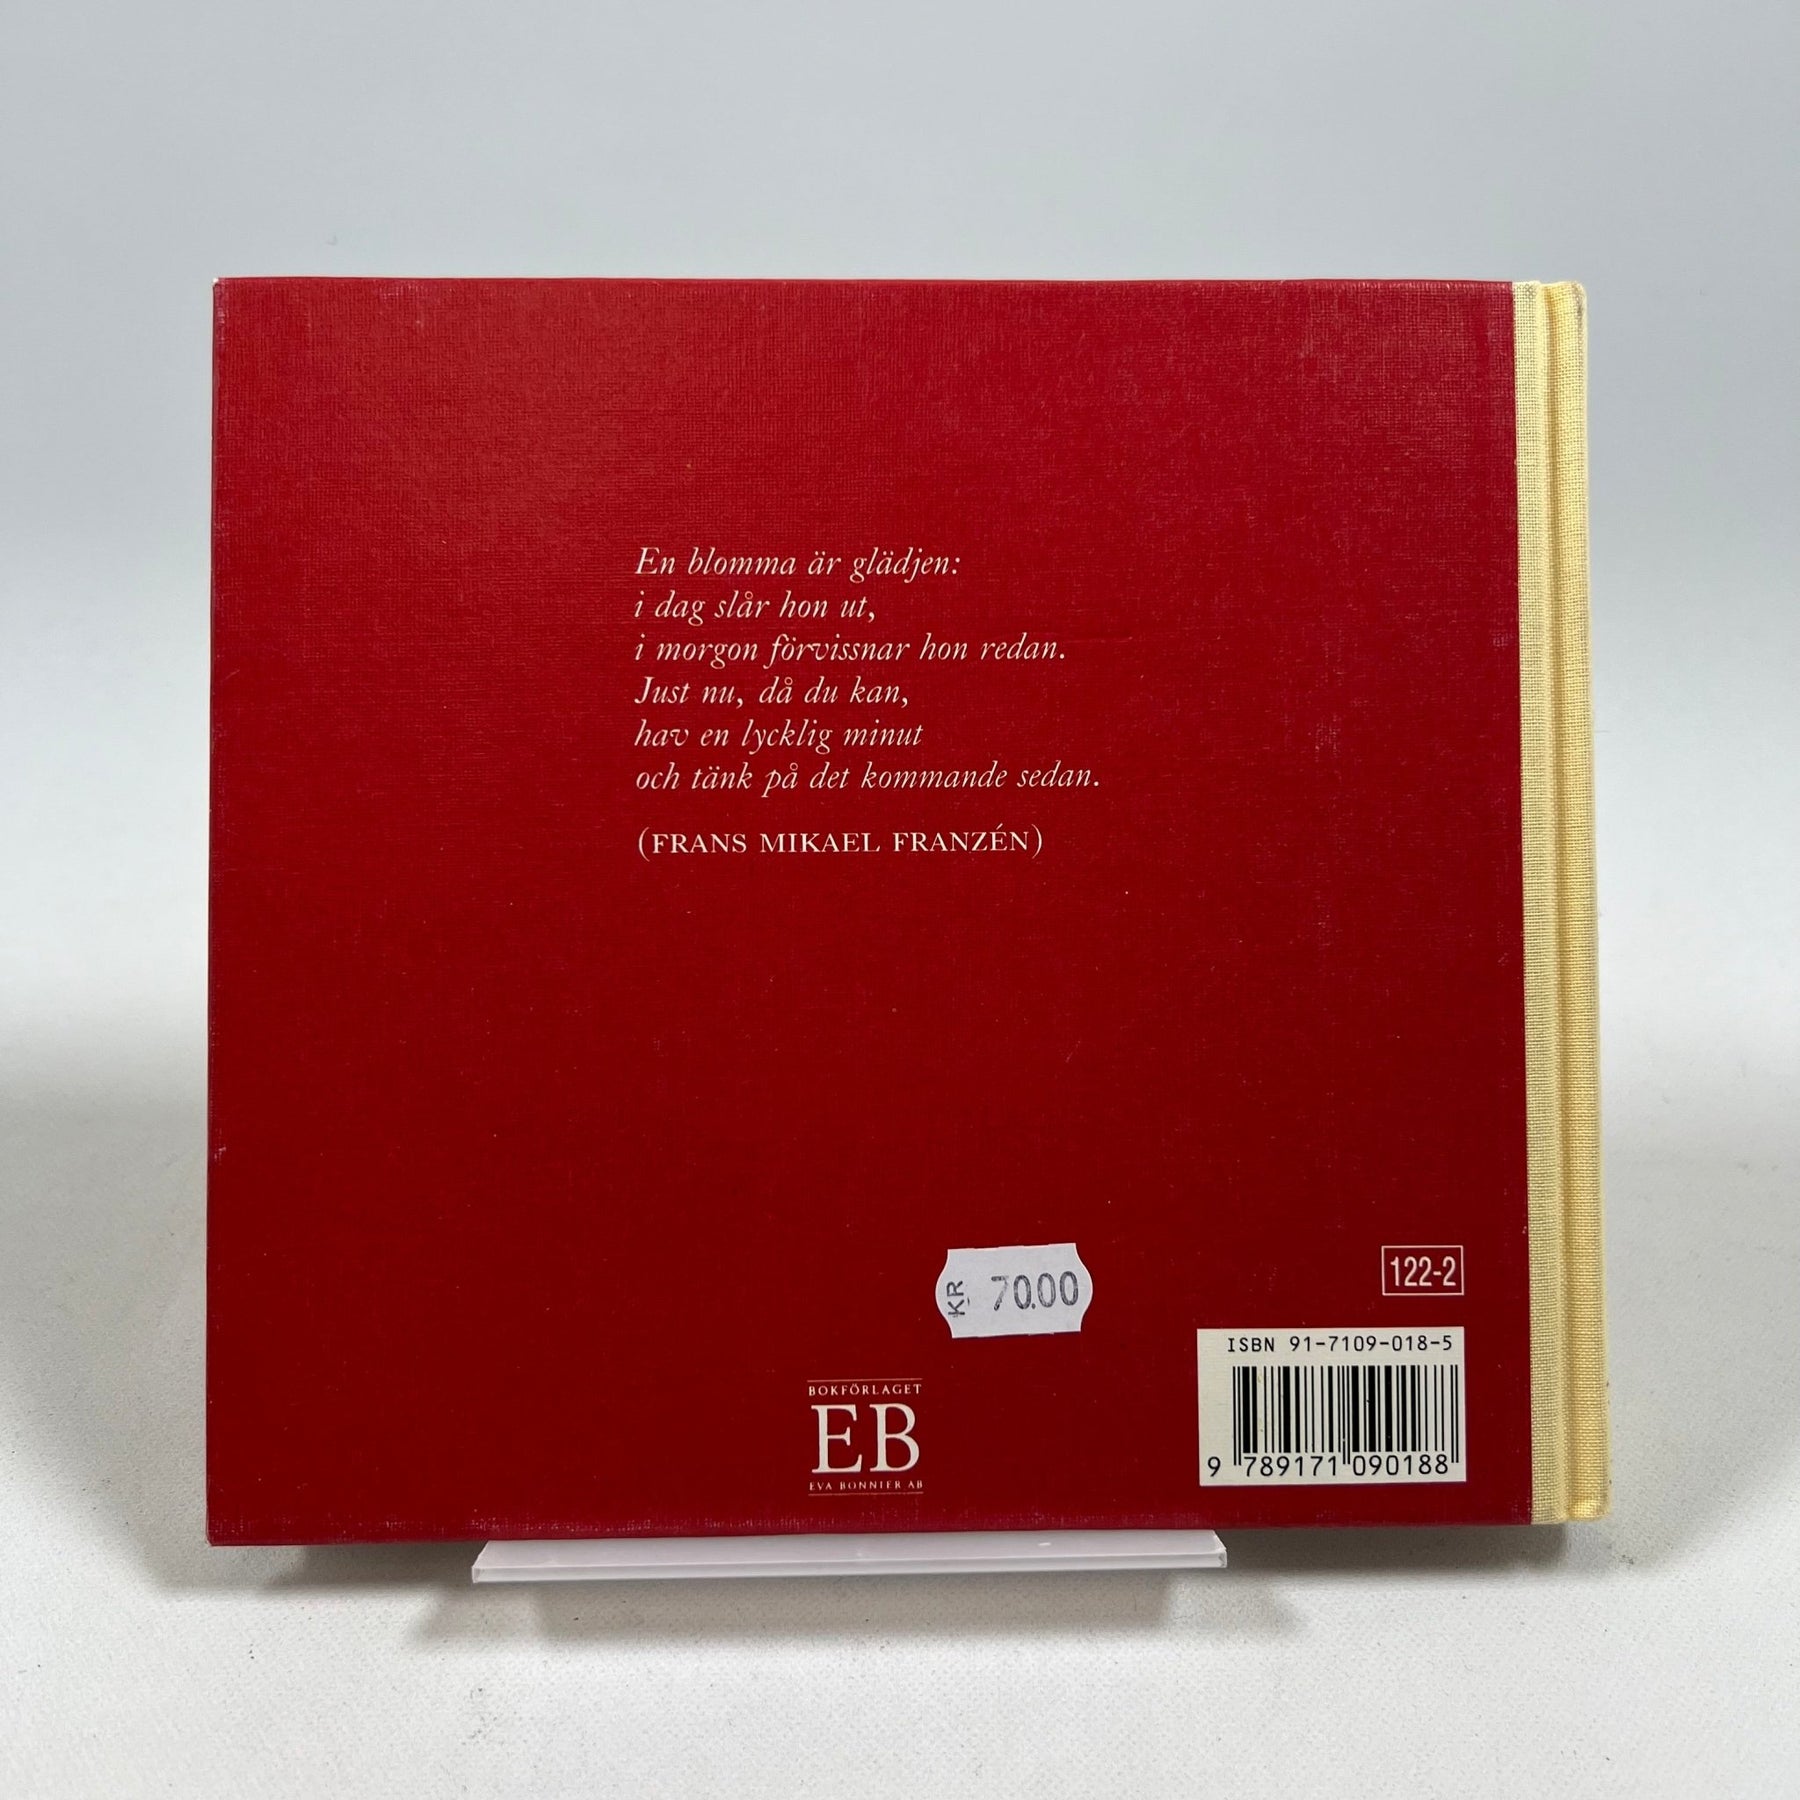 En blomma är glädjen:
i dag slår hon ut,
i morgon förvissnar hon redan.
Just nu, då du kan,
hav en lycklig minut
och tänk på det kommande sedan.
(FRANS MIKAEL FRANZÉN)
KR 70.00
122-2
ISBN 91-7109-018-5
9 789171 090188
BOKFÖRLAGET
EB
EVA BONNIER AB